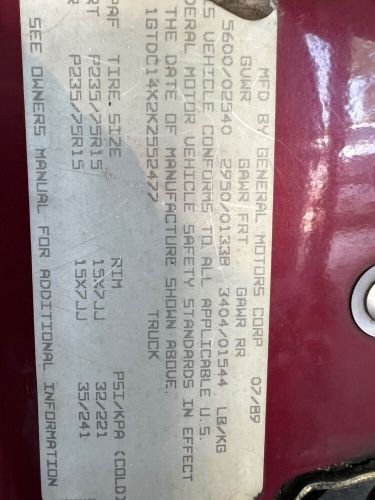 MFD BY GENERAL MOTORS CORP 07/89
GVWR GAWR FRT GAWR RR
5600/02540 2950/01338 3404/01544 LB/KG
S VEHICLE CONFORMS TO ALL APPLICABLE U.S.
DERAL MOTOR VEHICLE SAFETY STANDARDS IN EFFECT
THE DATE OF MANUFACTURE SHOWN ABOVE.
1GTDC14K2KZ552477 TRUCK
PAF TIRE SIZE RIM PSI/KPA (COLD)
RT P235/75R15 15X7JJ 32/221
P235/75R15 15X7JJ 35/241
SEE OWNERS MANUAL FOR ADDITIONAL INFORMATION